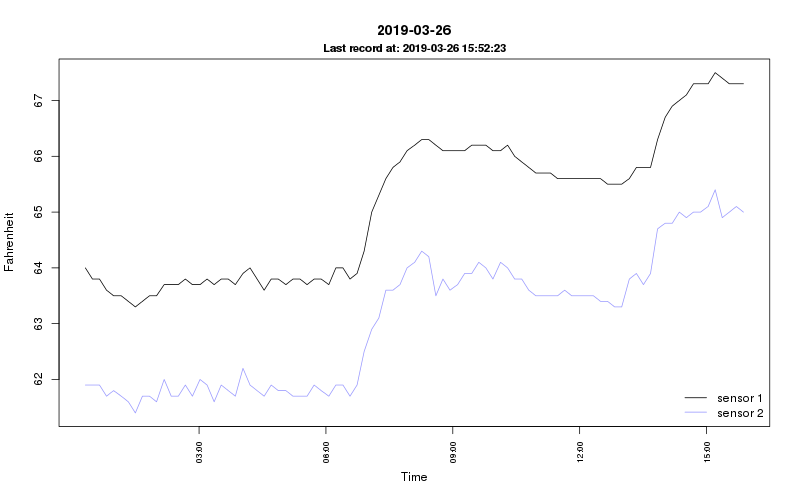 2019-03-26
Last record at: 2019-03-26 15:52:23
Fahrenheit
67
66
65
64
63
62
sensor 1
sensor 2
03:00
06:00
09:00
12:00
15:00
Time